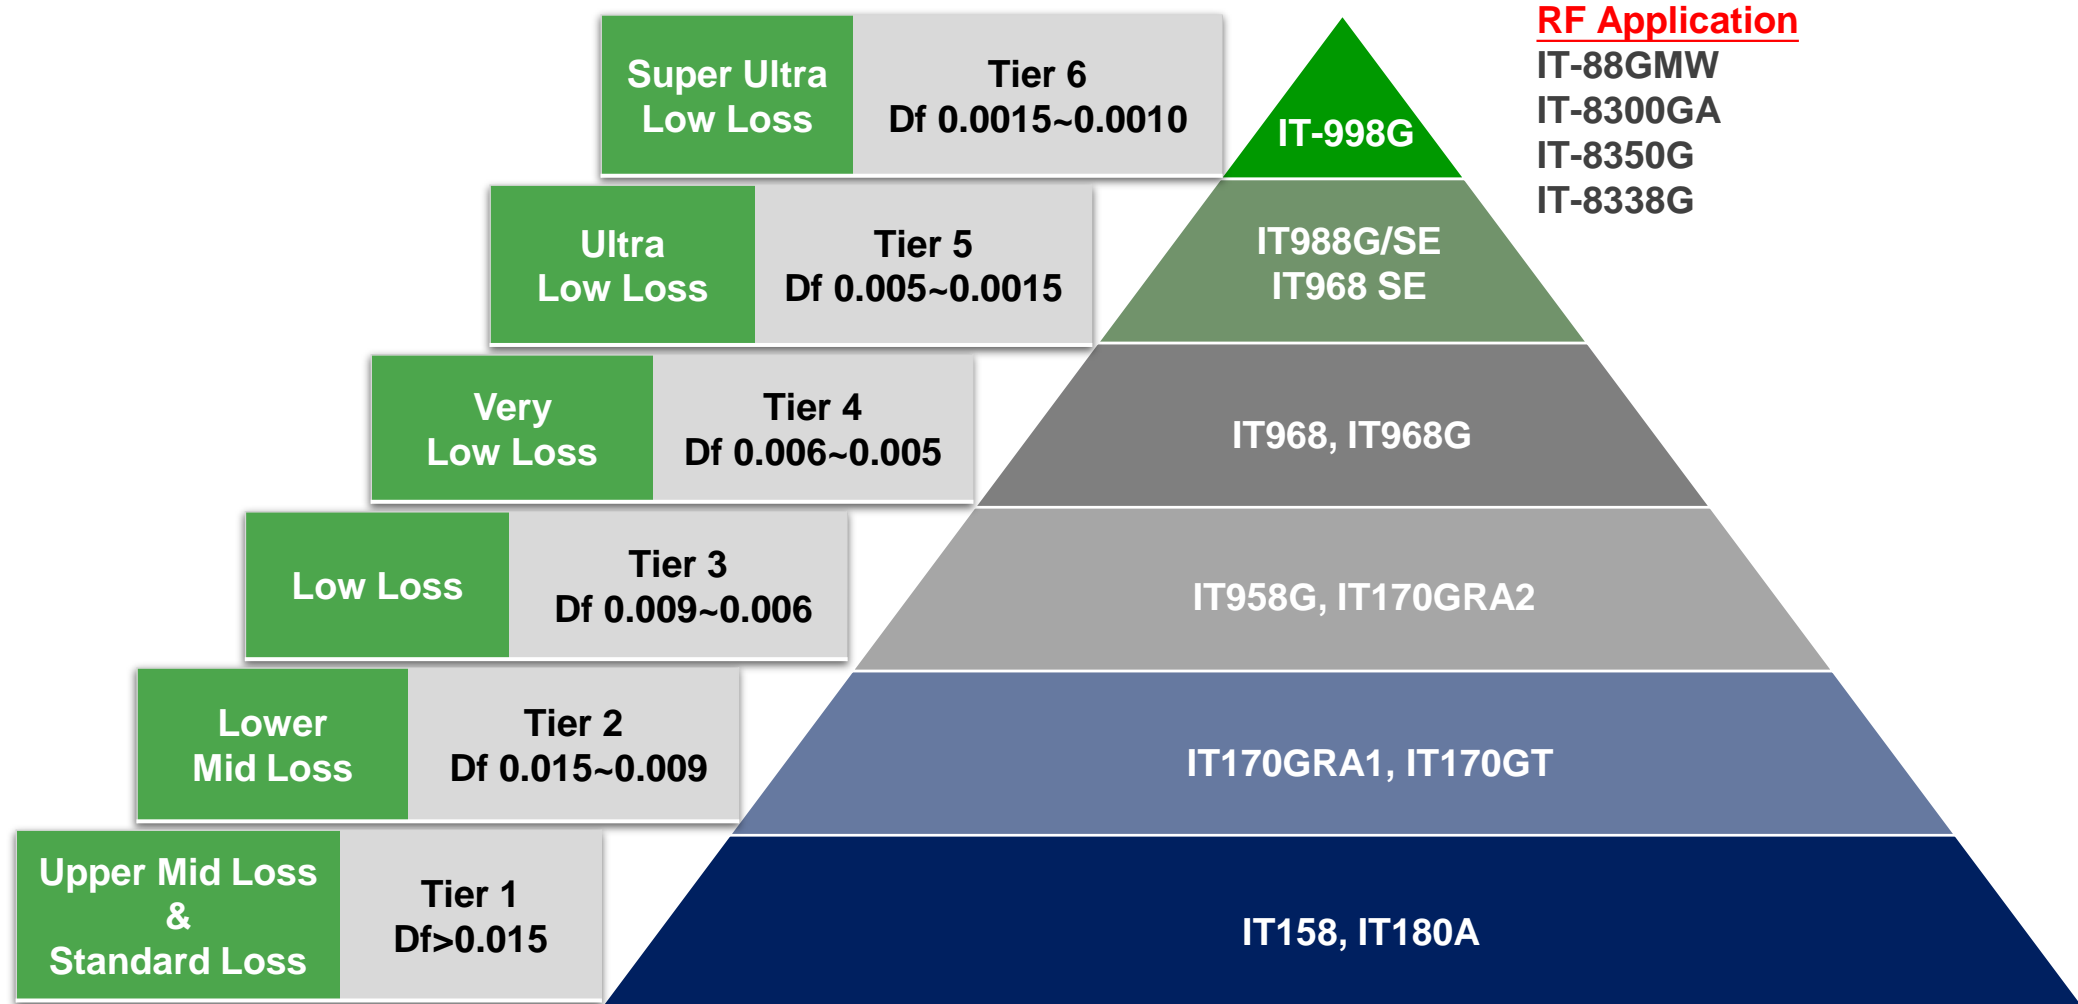 Super Ultra
Low Loss
Tier 6
Df 0.0015~0.0010
IT-998G
RF Application
IT-88GMW
IT-8300GA
IT-8350G
IT-8338G
Ultra
Low Loss
Tier 5
Df 0.005~0.0015
IT988G/SE
IT968 SE
Very
Low Loss
Tier 4
Df 0.006~0.005
IT968, IT968G
Low Loss
Tier 3
Df 0.009~0.006
IT958G, IT170GRA2
Lower
Mid Loss
Tier 2
Df 0.015~0.009
IT170GRA1, IT170GT
Upper Mid Loss
&
Standard Loss
Tier 1
Df>0.015
IT158, IT180A